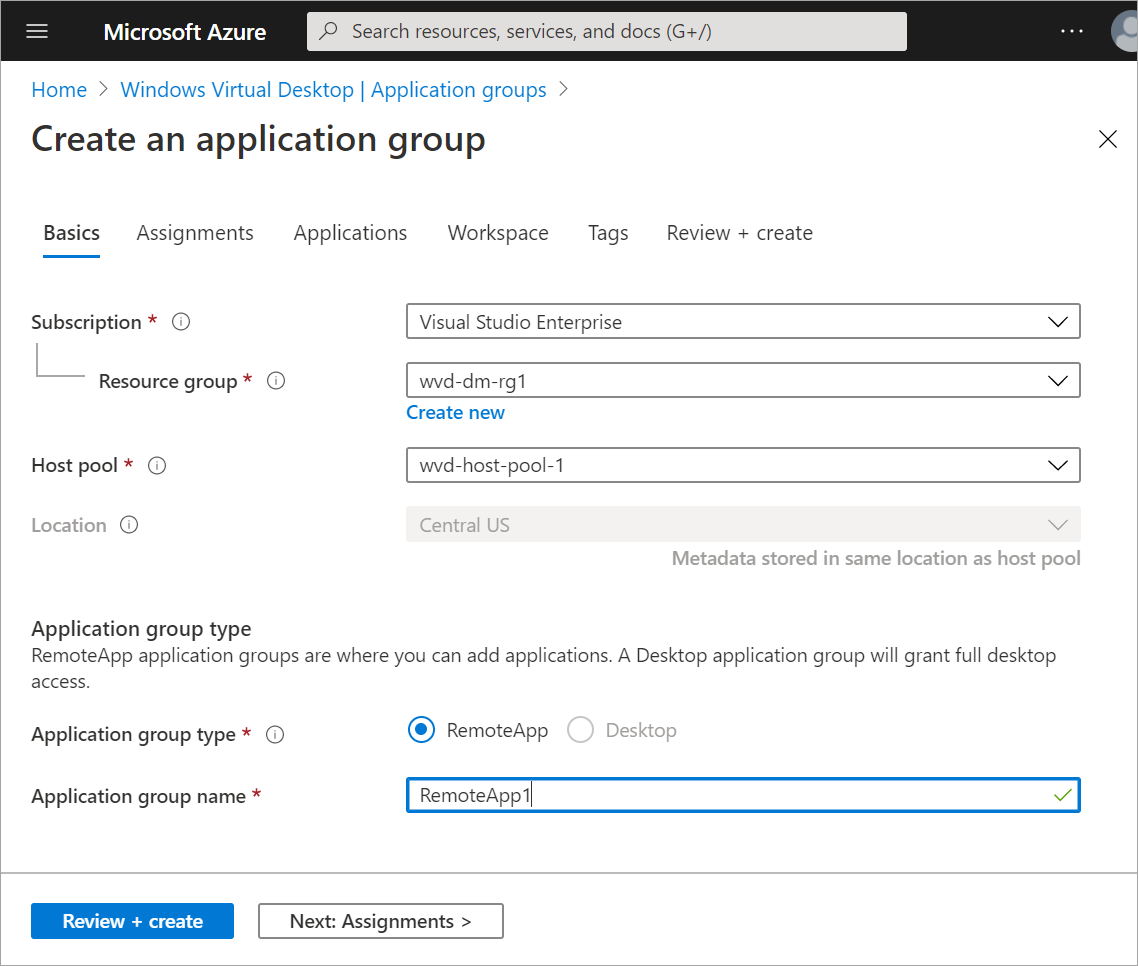 Microsoft Azure
Search resources, services, and docs (G+/)
Home > Windows Virtual Desktop | Application groups >
Create an application group
Basics Assignments Applications Workspace Tags Review + create
Subscription * Visual Studio Enterprise
Resource group * wvd-dm-rg1
Create new
Host pool * wvd-host-pool-1
Location Central US
Metadata stored in same location as host pool
Application group type
RemoteApp application groups are where you can add applications. A Desktop application group will grant full desktop
access.
Application group type * RemoteApp Desktop
Application group name * RemoteApp1
Review + create Next: Assignments >